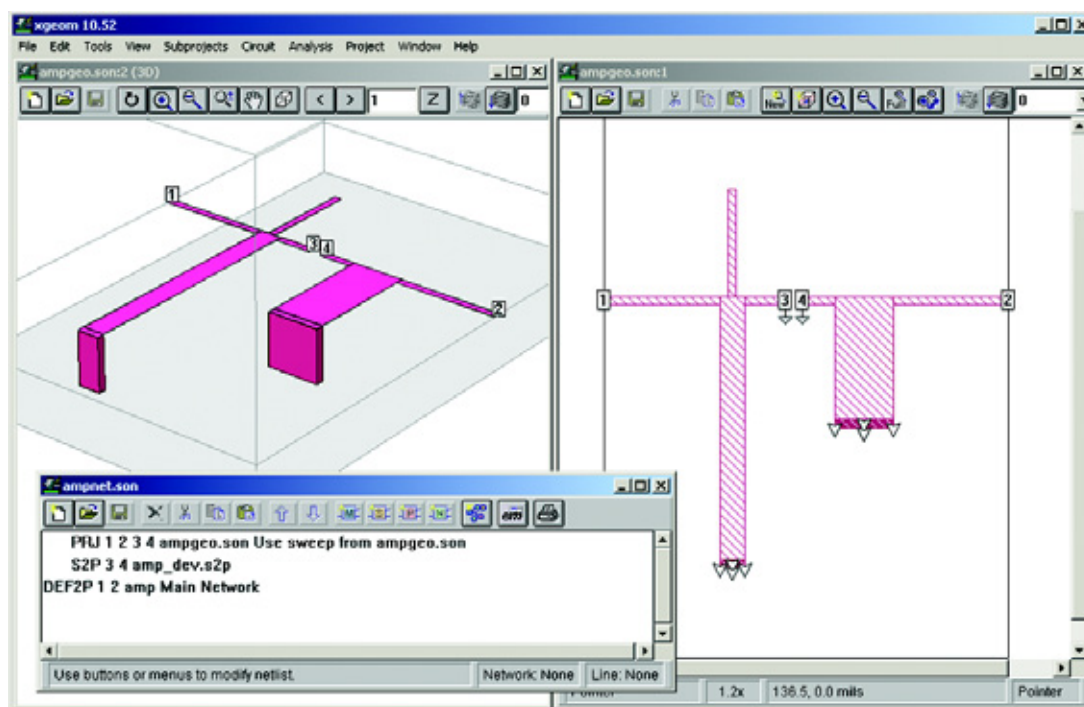 xgeom 10.52
File Edit Tools View Subprojects Circuit Analysis Project Window Help
ampgeo.son:2 (3D)
1 Z 0
1
3 4
2
ampgeo.son:1
New 0
1 3 4 2
ampnet.son
em
PRJ 1 2 3 4 ampgeo.son Use sweep from ampgeo.son
S2P 3 4 amp_dev.s2p
DEF2P 1 2 amp Main Network
Use buttons or menus to modify netlist. Network: None Line: None
Pointer 1.2x 136.5, 0.0 mils Pointer